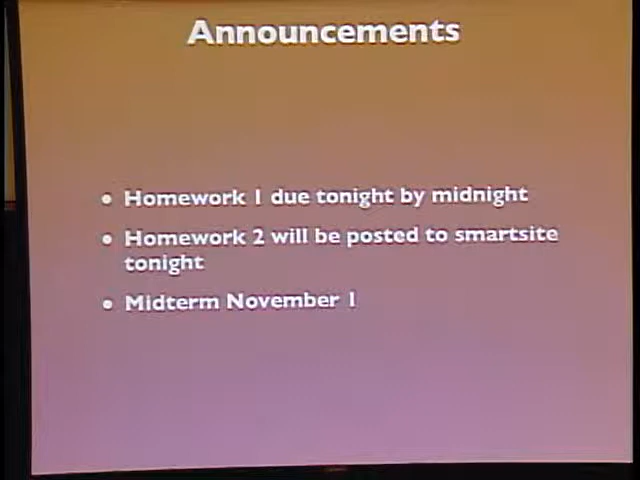 Announcements
• Homework 1 due tonight by midnight
• Homework 2 will be posted to smartsite
tonight
• Midterm November 1